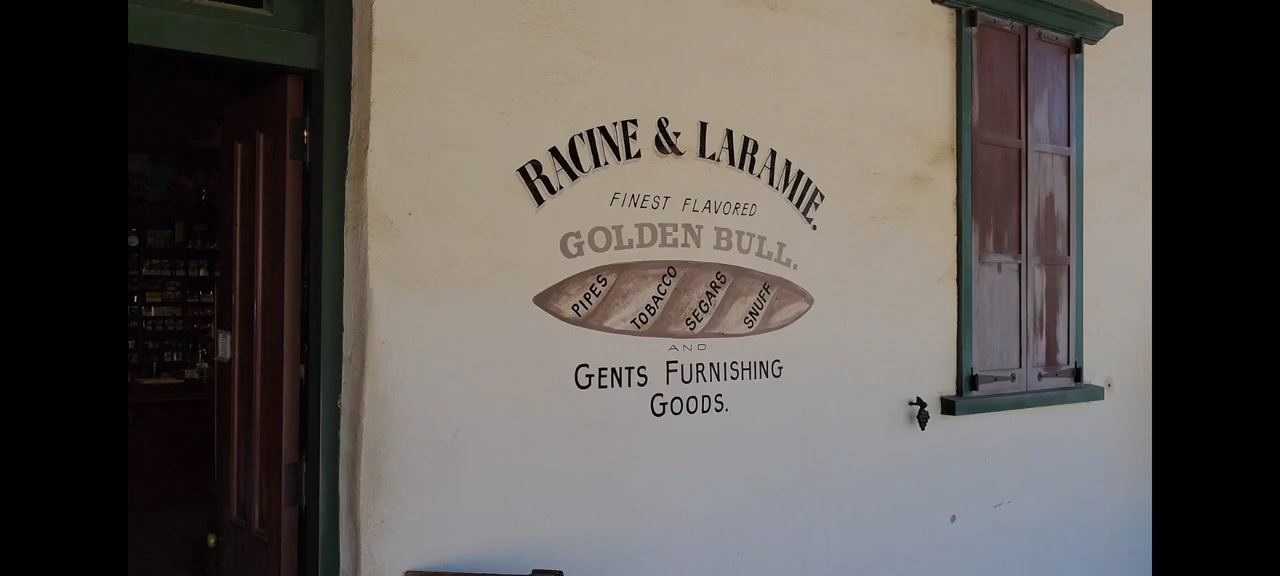 RACINE & LARAMIE.
FINEST FLAVORED
GOLDEN BULL.
PIPES TOBACCO SEGARS SNUFF
AND
GENTS FURNISHING
GOODS.